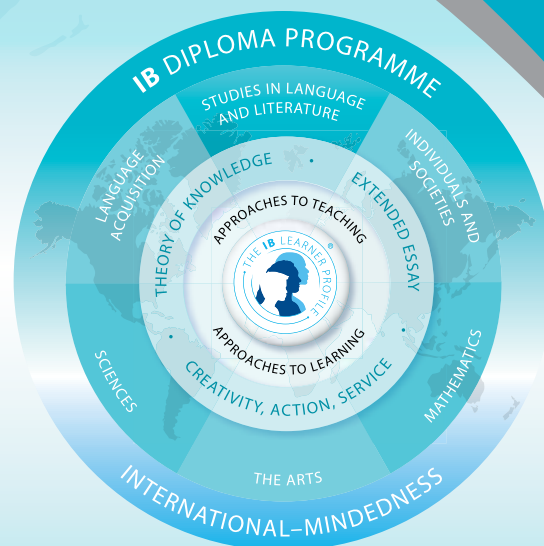 IB DIPLOMA PROGRAMME
STUDIES IN LANGUAGE
AND LITERATURE
LANGUAGE
ACQUISITION
INDIVIDUALS AND
SOCIETIES
THEORY OF KNOWLEDGE
EXTENDED ESSAY
APPROACHES TO TEACHING
THE IB LEARNER PROFILE ®
APPROACHES TO LEARNING
CREATIVITY, ACTION, SERVICE
SCIENCES
MATHEMATICS
THE ARTS
INTERNATIONAL–MINDEDNESS